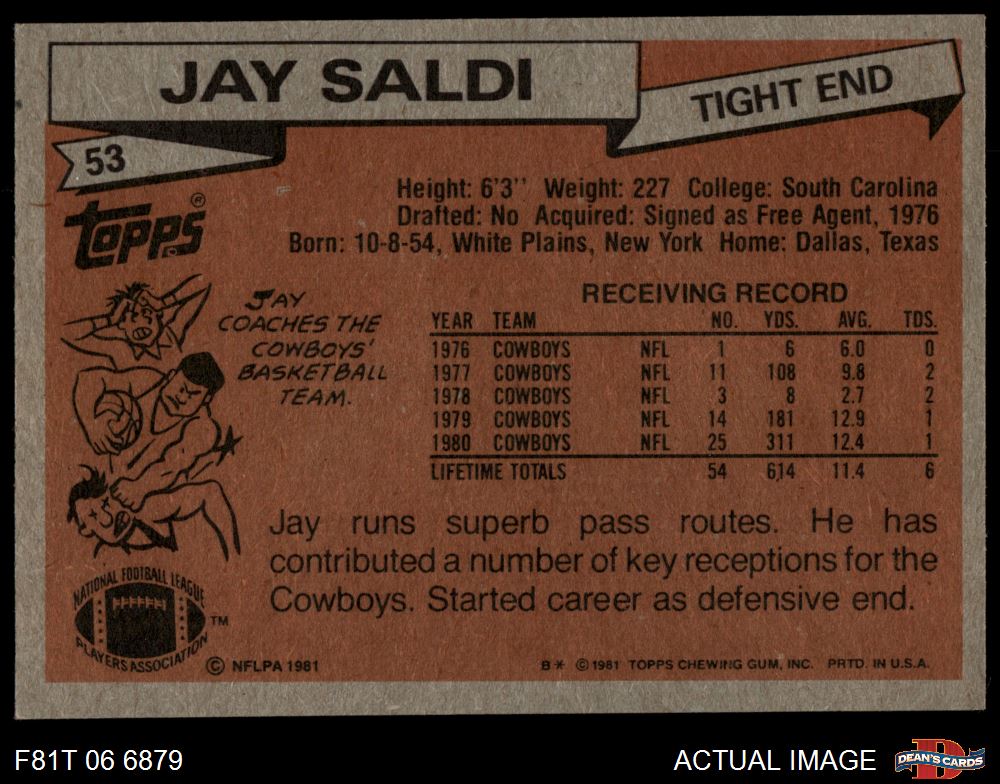 JAY SALDI
TIGHT END
53
TOPPS®
Height: 6'3'' Weight: 227 College: South Carolina
Drafted: No Acquired: Signed as Free Agent, 1976
Born: 10-8-54, White Plains, New York Home: Dallas, Texas
JAY
COACHES THE
COWBOYS'
BASKETBALL
TEAM.
RECEIVING RECORD
YEAR TEAM NO. YDS. AVG. TDS.
1976 COWBOYS NFL 1 6 6.0 0
1977 COWBOYS NFL 11 108 9.8 2
1978 COWBOYS NFL 3 8 2.7 2
1979 COWBOYS NFL 14 181 12.9 1
1980 COWBOYS NFL 25 311 12.4 1
LIFETIME TOTALS 54 614 11.4 6
Jay runs superb pass routes. He has
contributed a number of key receptions for the
Cowboys. Started career as defensive end.
NATIONAL FOOTBALL LEAGUE
PLAYERS ASSOCIATION
TM
© NFLPA 1981
B* © 1981 TOPPS CHEWING GUM, INC. PRTD. IN U.S.A.
F81T 06 6879
ACTUAL IMAGE
D
DEAN'S CARDS